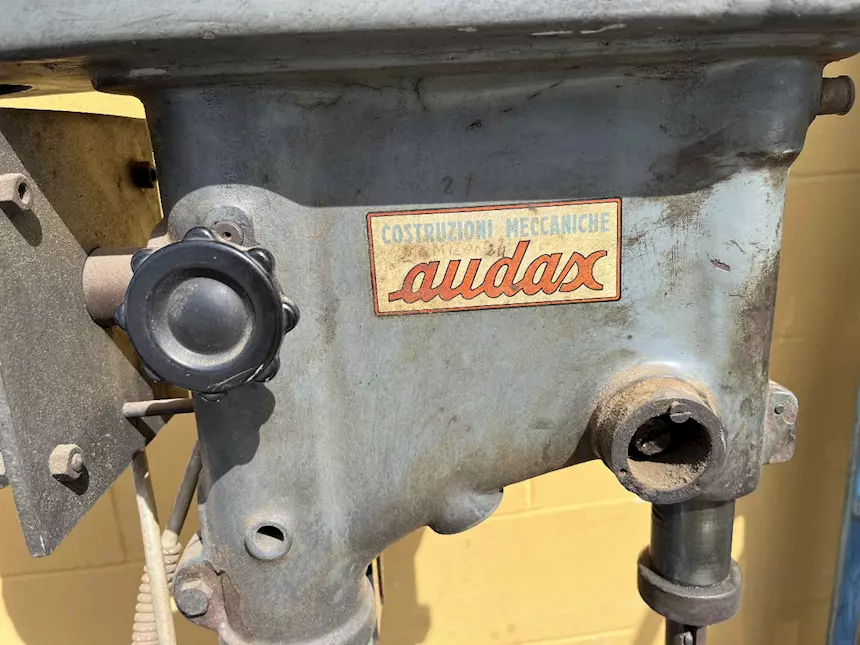 COSTRUZIONI MECCANICHE
audax